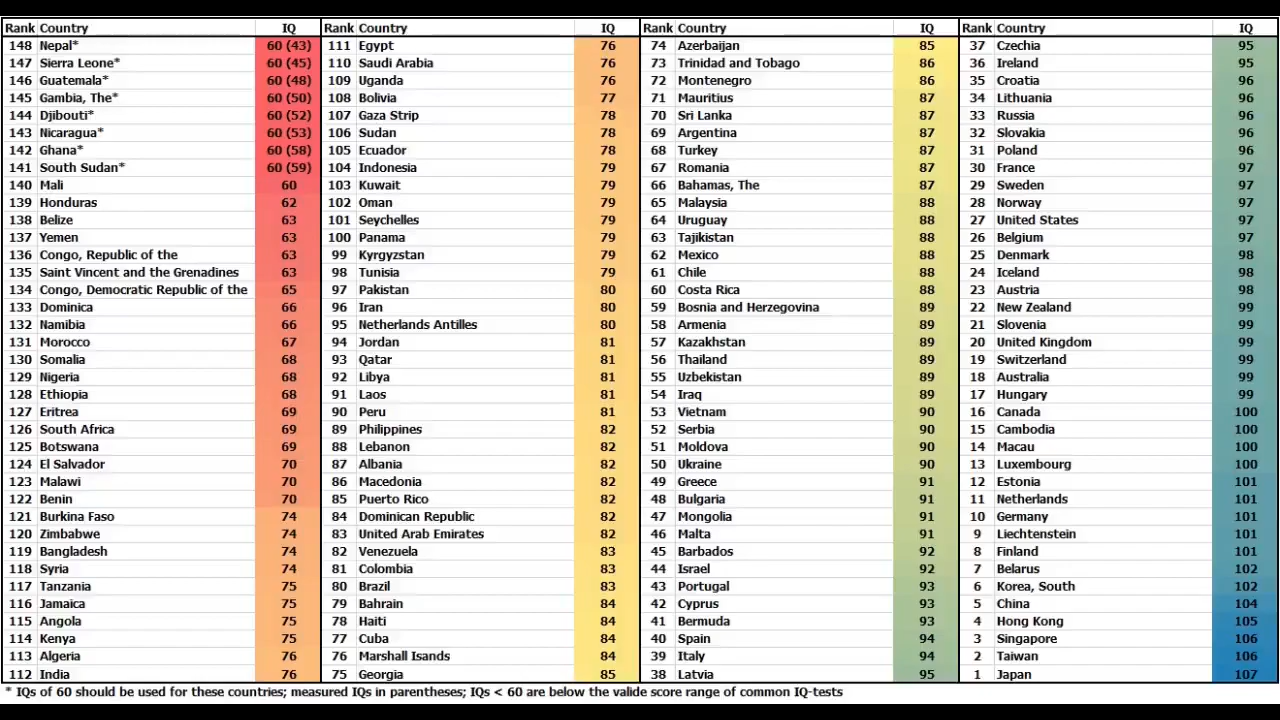 Rank Country IQ Rank Country IQ Rank Country IQ Rank Country IQ
148 Nepal* 60 (43) 111 Egypt 76 74 Azerbaijan 85 37 Czechia 95
147 Sierra Leone* 60 (45) 110 Saudi Arabia 76 73 Trinidad and Tobago 86 36 Ireland 95
146 Guatemala* 60 (48) 109 Uganda 76 72 Montenegro 86 35 Croatia 96
145 Gambia, The* 60 (50) 108 Bolivia 77 71 Mauritius 87 34 Lithuania 96
144 Djibouti* 60 (52) 107 Gaza Strip 78 70 Sri Lanka 87 33 Russia 96
143 Nicaragua* 60 (53) 106 Sudan 78 69 Argentina 87 32 Slovakia 96
142 Ghana* 60 (58) 105 Ecuador 78 68 Turkey 87 31 Poland 96
141 South Sudan* 60 (59) 104 Indonesia 79 67 Romania 87 30 France 97
140 Mali 60 103 Kuwait 79 66 Bahamas, The 87 29 Sweden 97
139 Honduras 62 102 Oman 79 65 Malaysia 88 28 Norway 97
138 Belize 63 101 Seychelles 79 64 Uruguay 88 27 United States 97
137 Yemen 63 100 Panama 79 63 Tajikistan 88 26 Belgium 97
136 Congo, Republic of the 63 99 Kyrgyzstan 79 62 Mexico 88 25 Denmark 98
135 Saint Vincent and the Grenadines 63 98 Tunisia 79 61 Chile 88 24 Iceland 98
134 Congo, Democratic Republic of the 65 97 Pakistan 80 60 Costa Rica 88 23 Austria 98
133 Dominica 66 96 Iran 80 59 Bosnia and Herzegovina 89 22 New Zealand 99
132 Namibia 66 95 Netherlands Antilles 80 58 Armenia 89 21 Slovenia 99
131 Morocco 67 94 Jordan 81 57 Kazakhstan 89 20 United Kingdom 99
130 Somalia 68 93 Qatar 81 56 Thailand 89 19 Switzerland 99
129 Nigeria 68 92 Libya 81 55 Uzbekistan 89 18 Australia 99
128 Ethiopia 68 91 Laos 81 54 Iraq 89 17 Hungary 99
127 Eritrea 69 90 Peru 81 53 Vietnam 90 16 Canada 100
126 South Africa 69 89 Philippines 82 52 Serbia 90 15 Cambodia 100
125 Botswana 69 88 Lebanon 82 51 Moldova 90 14 Macau 100
124 El Salvador 70 87 Albania 82 50 Ukraine 90 13 Luxembourg 100
123 Malawi 70 86 Macedonia 82 49 Greece 91 12 Estonia 101
122 Benin 70 85 Puerto Rico 82 48 Bulgaria 91 11 Netherlands 101
121 Burkina Faso 74 84 Dominican Republic 82 47 Mongolia 91 10 Germany 101
120 Zimbabwe 74 83 United Arab Emirates 82 46 Malta 91 9 Liechtenstein 101
119 Bangladesh 74 82 Venezuela 83 45 Barbados 92 8 Finland 101
118 Syria 74 81 Colombia 83 44 Israel 92 7 Belarus 102
117 Tanzania 75 80 Brazil 83 43 Portugal 93 6 Korea, South 102
116 Jamaica 75 79 Bahrain 84 42 Cyprus 93 5 China 104
115 Angola 75 78 Haiti 84 41 Bermuda 93 4 Hong Kong 105
114 Kenya 75 77 Cuba 84 40 Spain 94 3 Singapore 106
113 Algeria 76 76 Marshall Isands 84 39 Italy 94 2 Taiwan 106
112 India 76 75 Georgia 85 38 Latvia 95 1 Japan 107
* IQs of 60 should be used for these countries; measured IQs in parentheses; IQs < 60 are below the valide score range of common IQ-tests